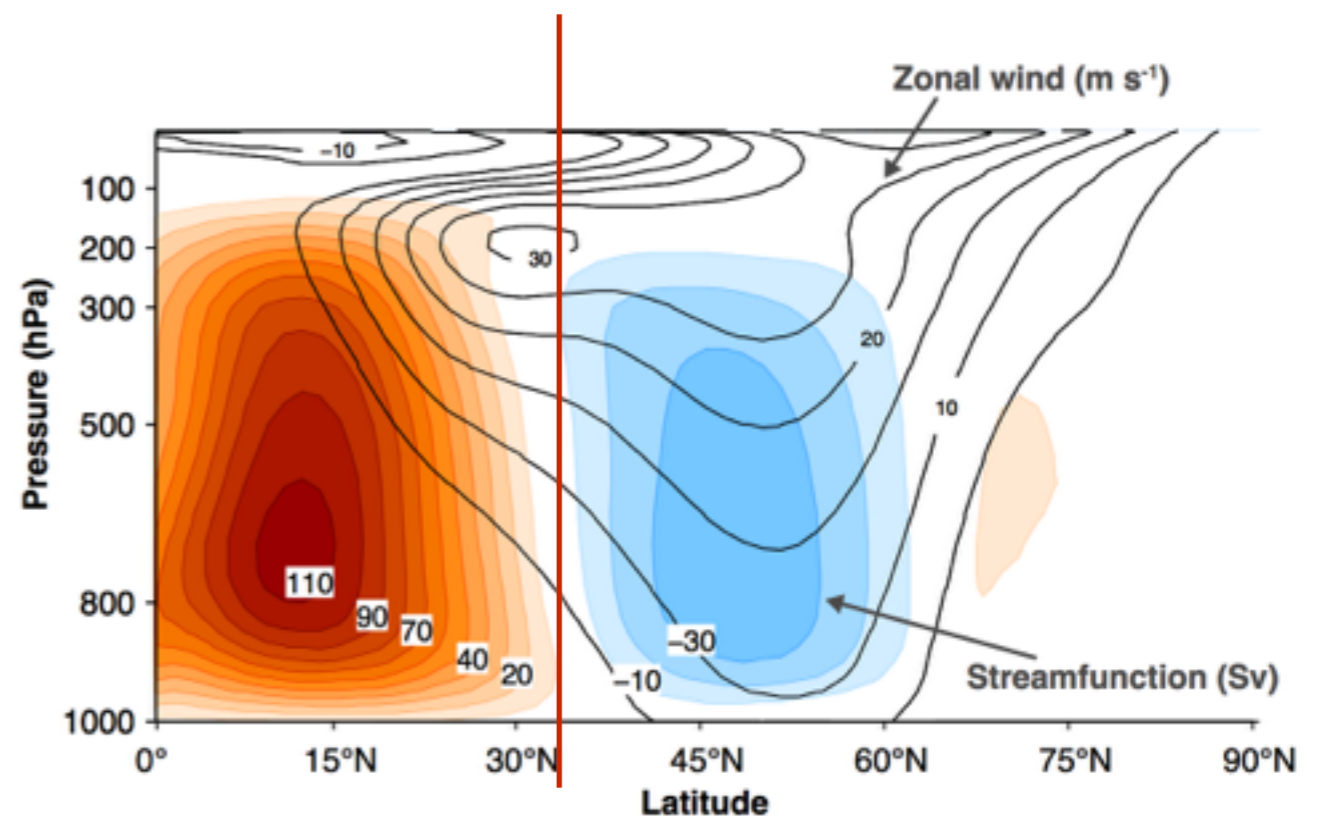 Zonal wind (m s⁻¹)
−10
100
200
30
300
20
10
500
110
800
90
70
−30
40
20
−10
Streamfunction (Sv)
1000
0°
15°N
30°N
45°N
60°N
75°N
90°N
Latitude
Pressure (hPa)